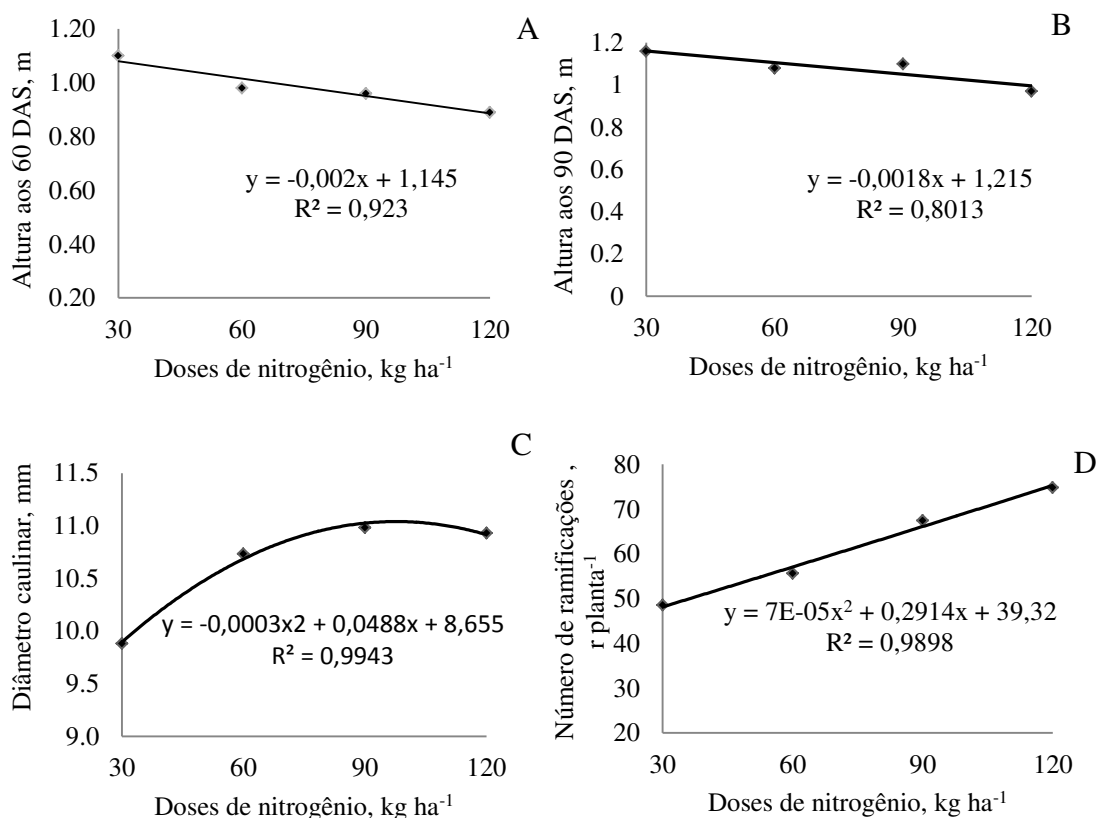 A
Altura aos 60 DAS, m
1.20
1.00
0.80
0.60
0.40
0.20
y = -0,002x + 1,145
R² = 0,923
30 60 90 120
Doses de nitrogênio, kg ha⁻¹
B
Altura aos 90 DAS, m
1.2
1
0.8
0.6
0.4
0.2
0
y = -0,0018x + 1,215
R² = 0,8013
30 60 90 120
Doses de nitrogênio, kg ha⁻¹
C
Diâmetro caulinar, mm
11.5
11.0
10.5
10.0
9.5
9.0
y = -0,0003x2 + 0,0488x + 8,655
R² = 0,9943
30 60 90 120
Doses de nitrogênio, kg ha⁻¹
D
Número de ramificações ,
r planta⁻¹
80
70
60
50
40
30
20
y = 7E-05x² + 0,2914x + 39,32
R² = 0,9898
30 60 90 120
Doses de nitrogênio, kg ha⁻¹